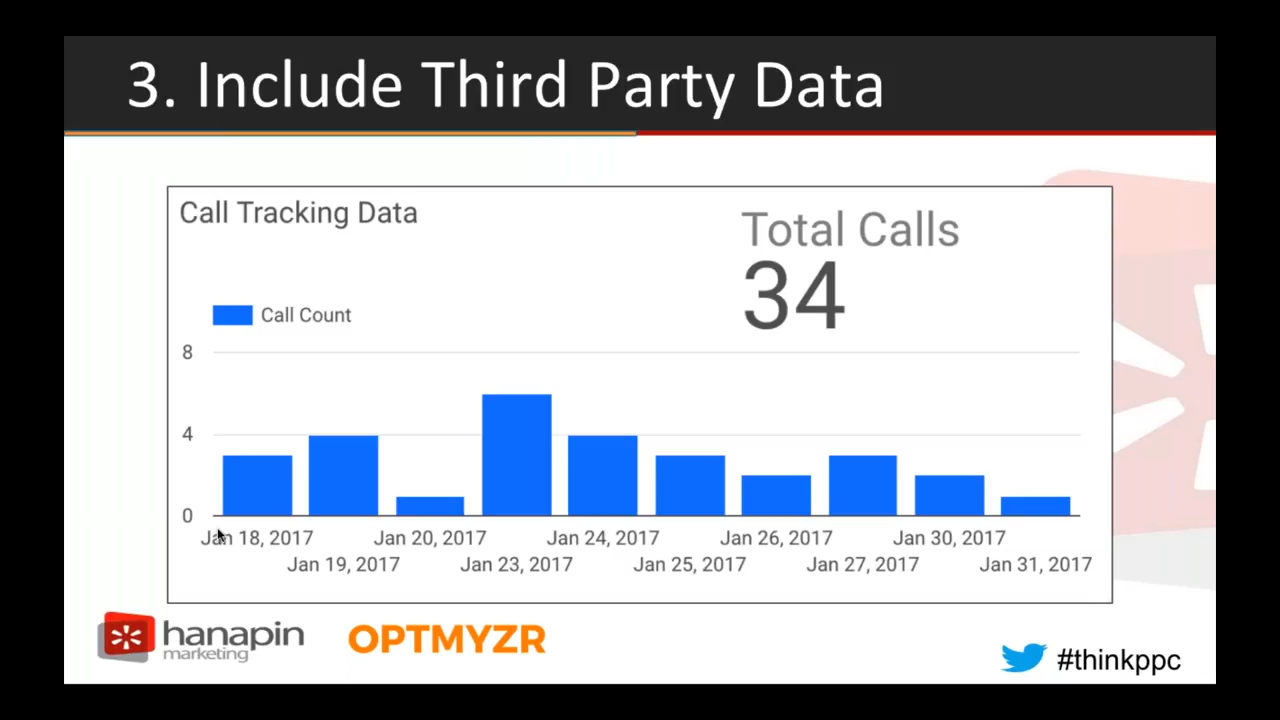 3. Include Third Party Data
Call Tracking Data
Total Calls
34
Call Count
8
4
0
Jan 18, 2017
Jan 19, 2017
Jan 20, 2017
Jan 23, 2017
Jan 24, 2017
Jan 25, 2017
Jan 26, 2017
Jan 27, 2017
Jan 30, 2017
Jan 31, 2017
hanapin
marketing
OPTMYZR
#thinkppc